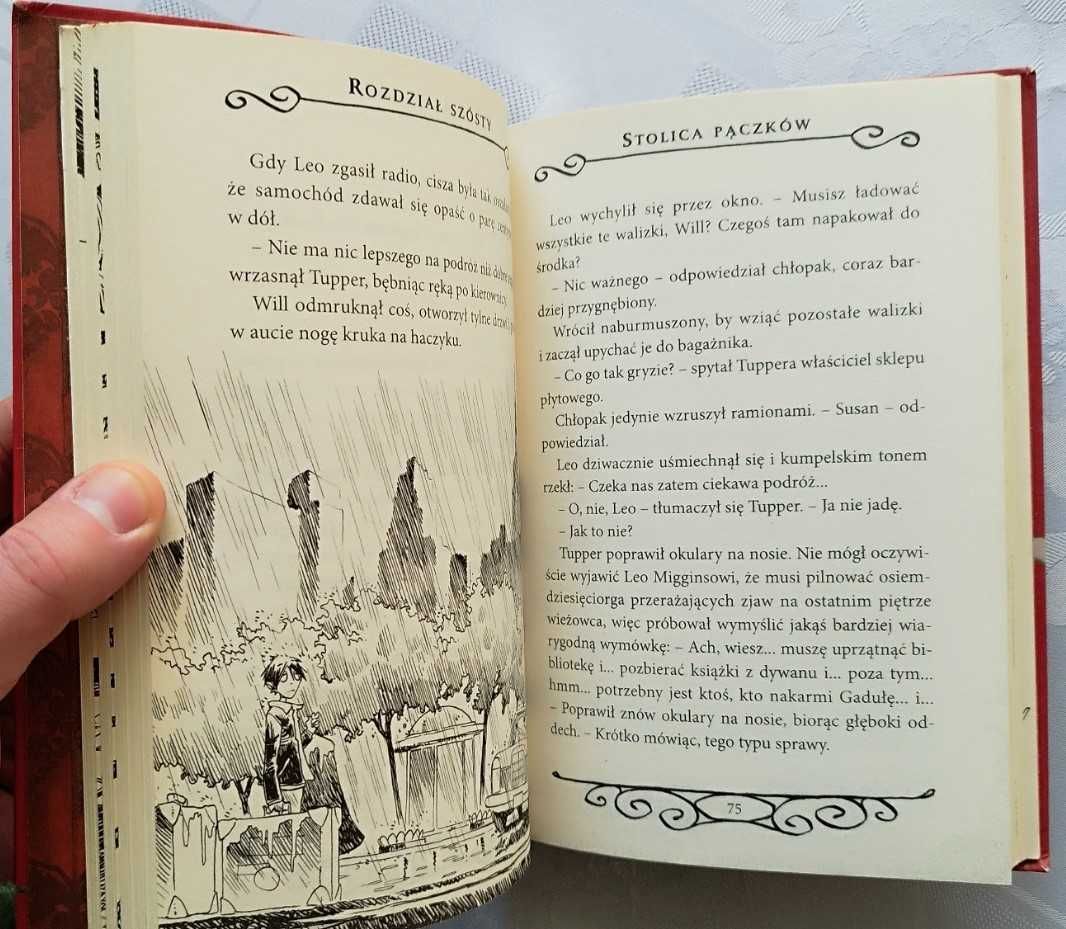 Rozdział szósty
Gdy Leo zgasił radio, cisza była tak
że samochód zdawał się opaść o parę
w dół.
– Nie ma nic lepszego na podróż niż
wrzasnął Tupper, bębniąc ręką po kierownicy.
Will odmruknął coś, otworzył tylne
w aucie nogę kruka na haczyku.
Stolica pączków
Leo wychylił się przez okno. – Musisz ładować
wszystkie te walizki, Will? Czegoś tam napakował do
środka?
– Nic ważnego – odpowiedział chłopak, coraz bar-
dziej przygnębiony.
Wrócił naburmuszony, by wziąć pozostałe walizki
i zaczął upychać je do bagażnika.
– Co go tak gryzie? – spytał Tuppera właściciel sklepu
płytowego.
Chłopak jedynie wzruszył ramionami. – Susan – od-
powiedział.
Leo dziwacznie uśmiechnął się i kumpelskim tonem
rzekł: – Czeka nas zatem ciekawa podróż...
– O, nie, Leo – tłumaczył się Tupper. – Ja nie jadę.
– Jak to nie?
Tupper poprawił okulary na nosie. Nie mógł oczywi-
ście wyjawić Leo Migginsowi, że musi pilnować osiem-
dziesięciorga przerażających zjaw na ostatnim piętrze
wieżowca, więc próbował wymyślić jakąś bardziej wia-
rygodną wymówkę: – Ach, wiesz... muszę uprzątnąć bi-
bliotekę i... pozbierać książki z dywanu i... poza tym...
hmm... potrzebny jest ktoś, kto nakarmi Gadułę... i...
– Poprawił znów okulary na nosie, biorąc głęboki od-
dech. – Krótko mówiąc, tego typu sprawy.
75